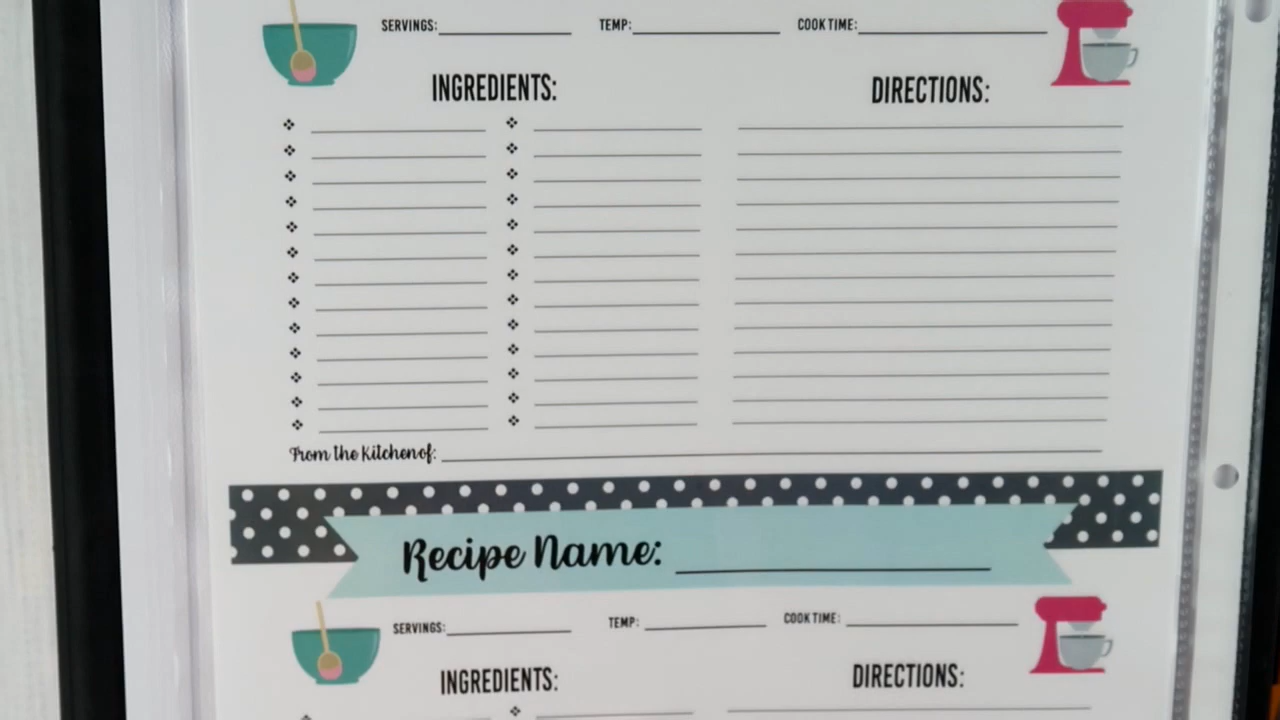 SERVINGS: TEMP: COOK TIME:
INGREDIENTS: DIRECTIONS:
From the Kitchen of:
Recipe Name:
SERVINGS: TEMP: COOK TIME:
INGREDIENTS: DIRECTIONS: